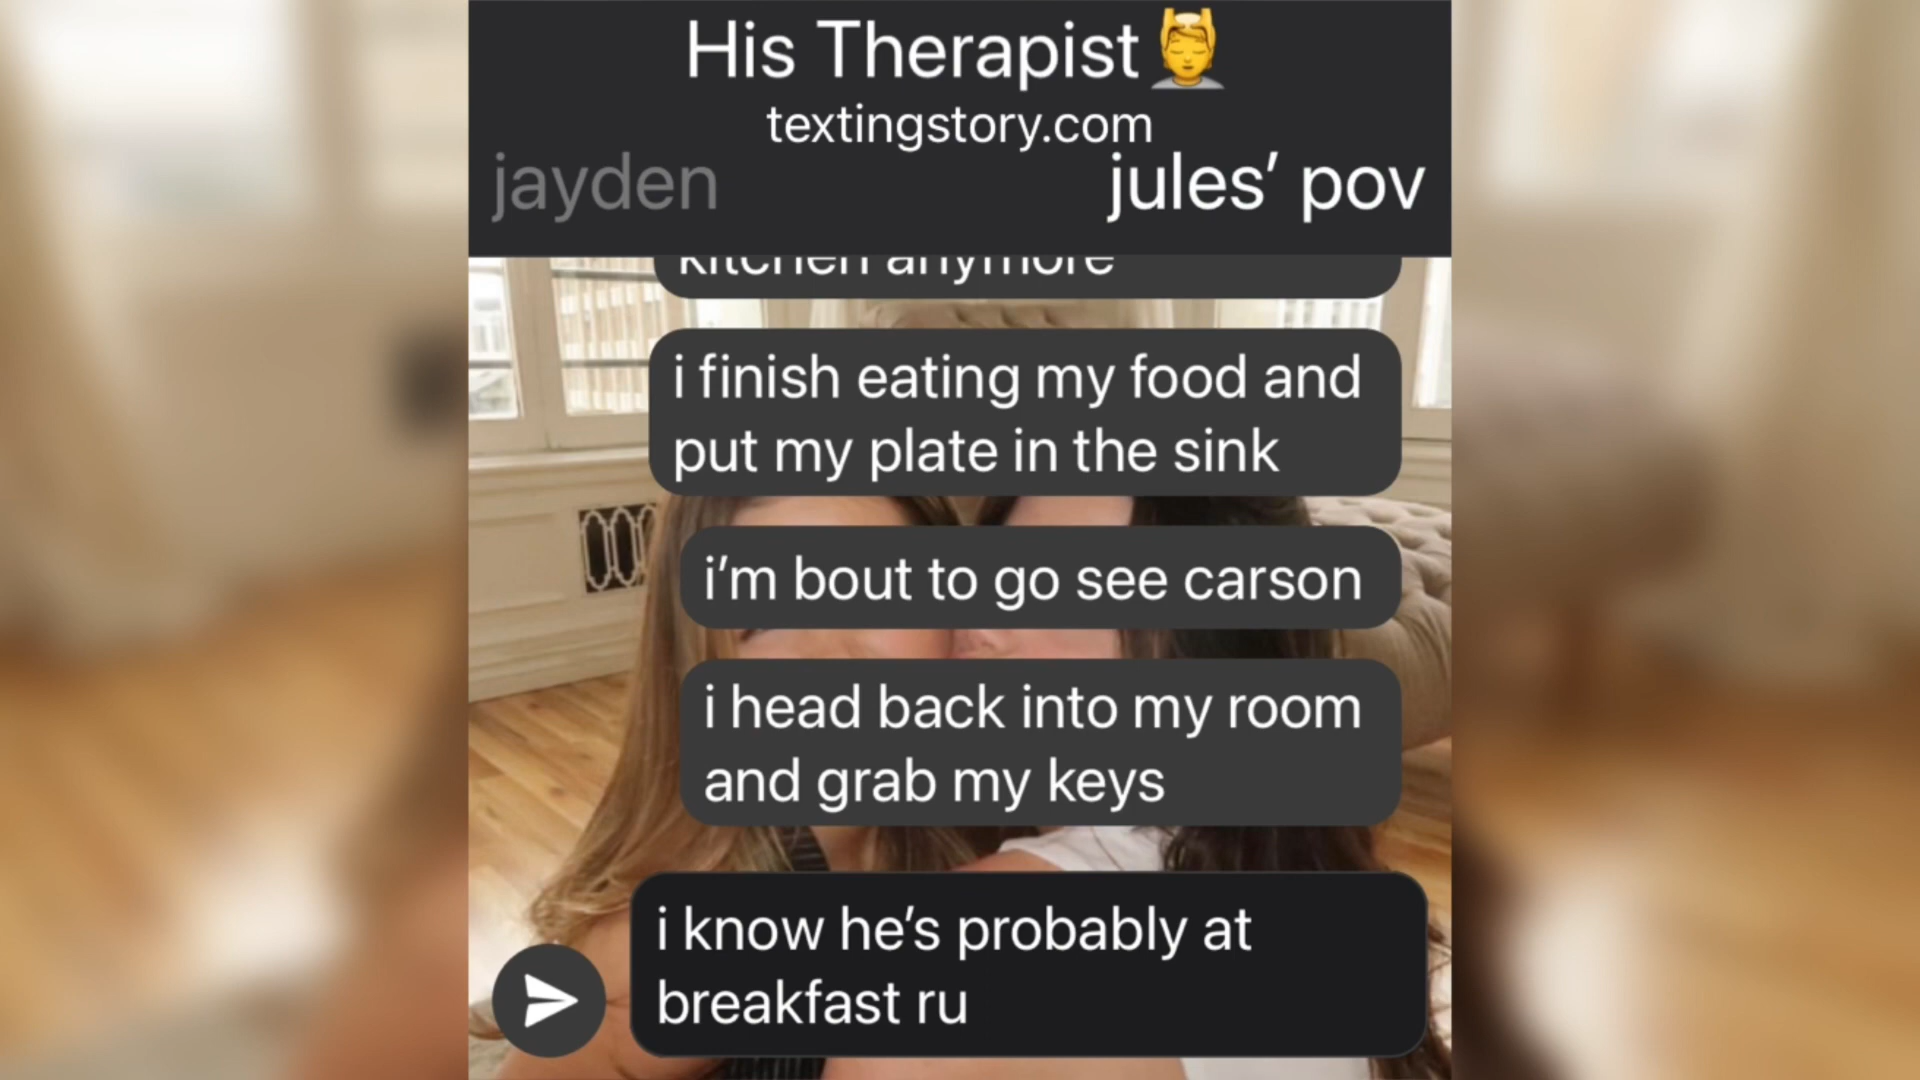 His Therapist💆
textingstory.com
jayden
jules’ pov
kitchen anymore
i finish eating my food and
put my plate in the sink
i’m bout to go see carson
i head back into my room
and grab my keys
i know he’s probably at
breakfast ru